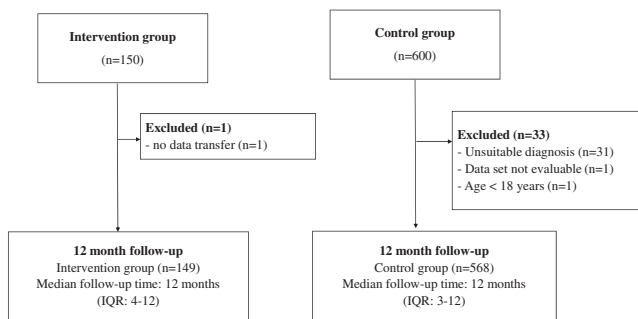 Intervention group
(n=150)
Control group
(n=600)
Excluded (n=1)
- no data transfer (n=1)
Excluded (n=33)
- Unsuitable diagnosis (n=31)
- Data set not evaluable (n=1)
- Age < 18 years (n=1)
12 month follow-up
Intervention group (n=149)
Median follow-up time: 12 months
(IQR: 4-12)
12 month follow-up
Control group (n=568)
Median follow-up time: 12 months
(IQR: 3-12)